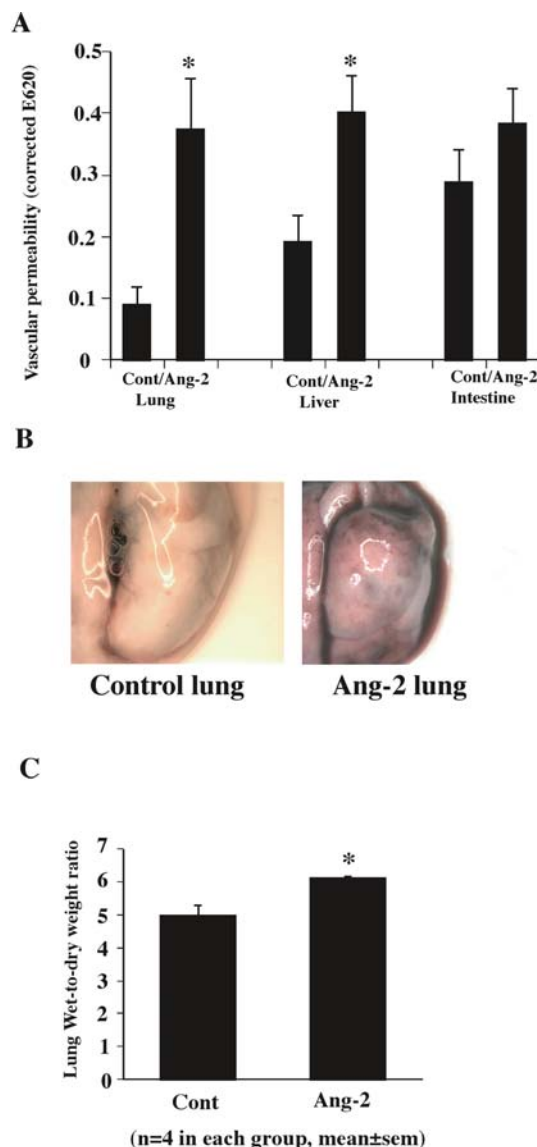 A
Vascular permeability (corrected E620)
0.5
0.4
0.3
0.2
0.1
0
*
*
Cont/Ang-2
Lung
Cont/Ang-2
Liver
Cont/Ang-2
Intestine
B
Control lung
Ang-2 lung
C
Lung Wet-to-dry weight ratio
7
6
5
4
3
2
1
0
*
Cont
Ang-2
(n=4 in each group, mean±sem)